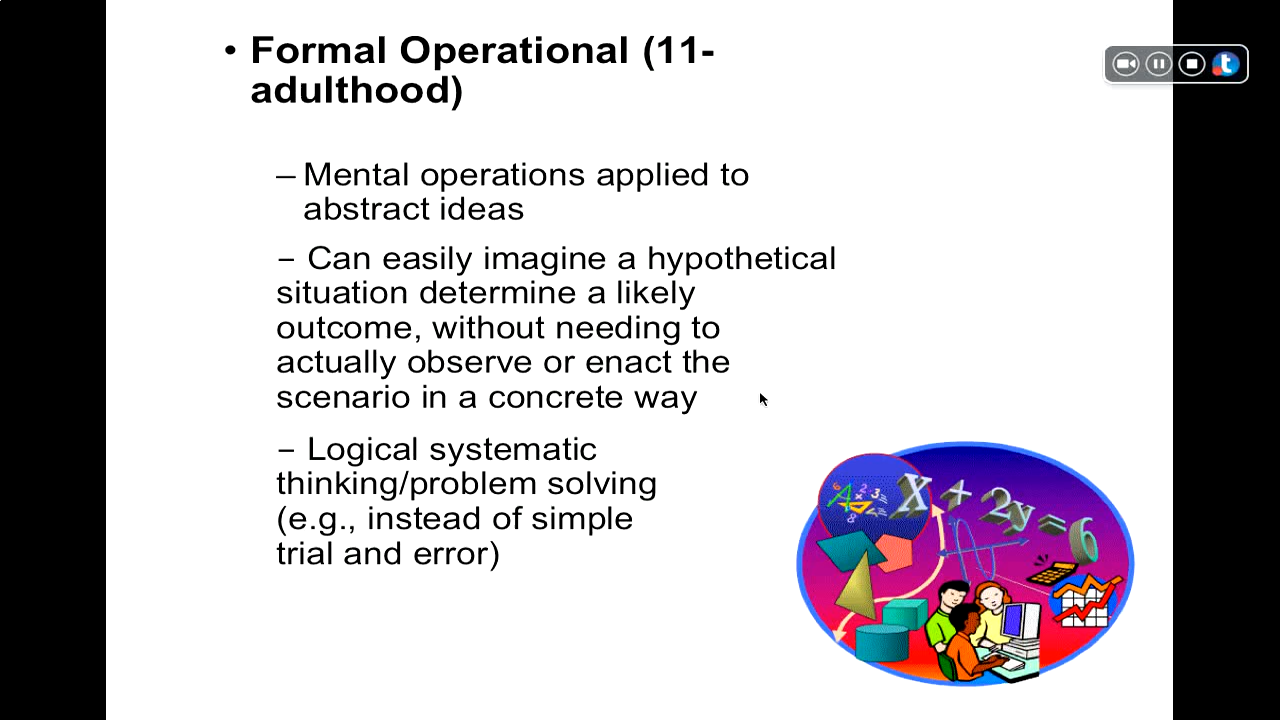 • Formal Operational (11-
adulthood)
– Mental operations applied to
abstract ideas
– Can easily imagine a hypothetical
situation determine a likely
outcome, without needing to
actually observe or enact the
scenario in a concrete way
– Logical systematic
thinking/problem solving
(e.g., instead of simple
trial and error)
X + 2y = 6
t